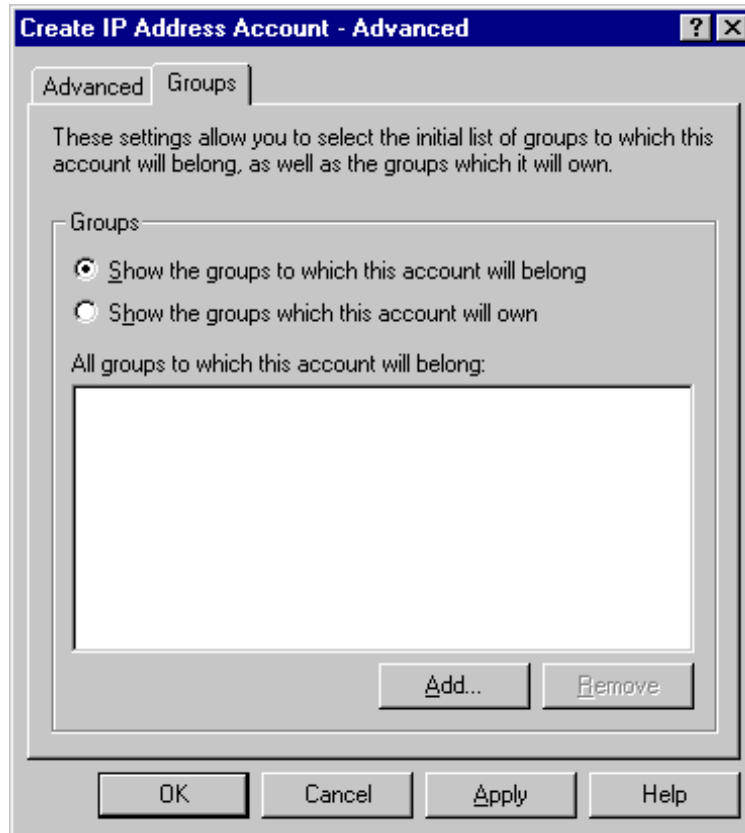 Create IP Address Account - Advanced
Advanced Groups
These settings allow you to select the initial list of groups to which this
account will belong, as well as the groups which it will own.
Groups
Show the groups to which this account will belong
Show the groups which this account will own
All groups to which this account will belong:
Add... Remove
OK Cancel Apply Help